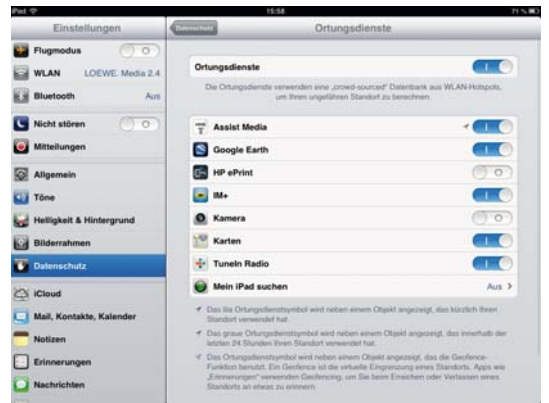 iPad
15:58
71 %
Einstellungen
Datenschutz
Ortungsdienste
Flugmodus
WLAN LOEWE. Media 2.4
Bluetooth Aus
Nicht stören
Mitteilungen
Allgemein
Töne
Helligkeit & Hintergrund
Bilderrahmen
Datenschutz
iCloud
Mail, Kontakte, Kalender
Notizen
Erinnerungen
Nachrichten
Ortungsdienste
Die Ortungsdienste verwenden eine „crowd-sourced“ Datenbank aus WLAN-Hotspots,
um Ihren ungefähren Standort zu berechnen.
Assist Media
Google Earth
HP ePrint
IM+
Kamera
Karten
TuneIn Radio
Mein iPad suchen Aus
Das lila Ortungsdienstsymbol wird neben einem Objekt angezeigt, das kürzlich Ihren
Standort verwendet hat.
Das graue Ortungsdienstsymbol wird neben einem Objekt angezeigt, das innerhalb der
letzten 24 Stunden Ihren Standort verwendet hat.
Das Ortungsdienstsymbol wird neben einem Objekt angezeigt, das die Geofence-
Funktion benutzt. Ein Geofence ist die virtuelle Eingrenzung eines Standorts. Apps wie
„Erinnerungen“ verwenden Geofencing, um Sie beim Erreichen oder Verlassen eines
Standorts an etwas zu erinnern.